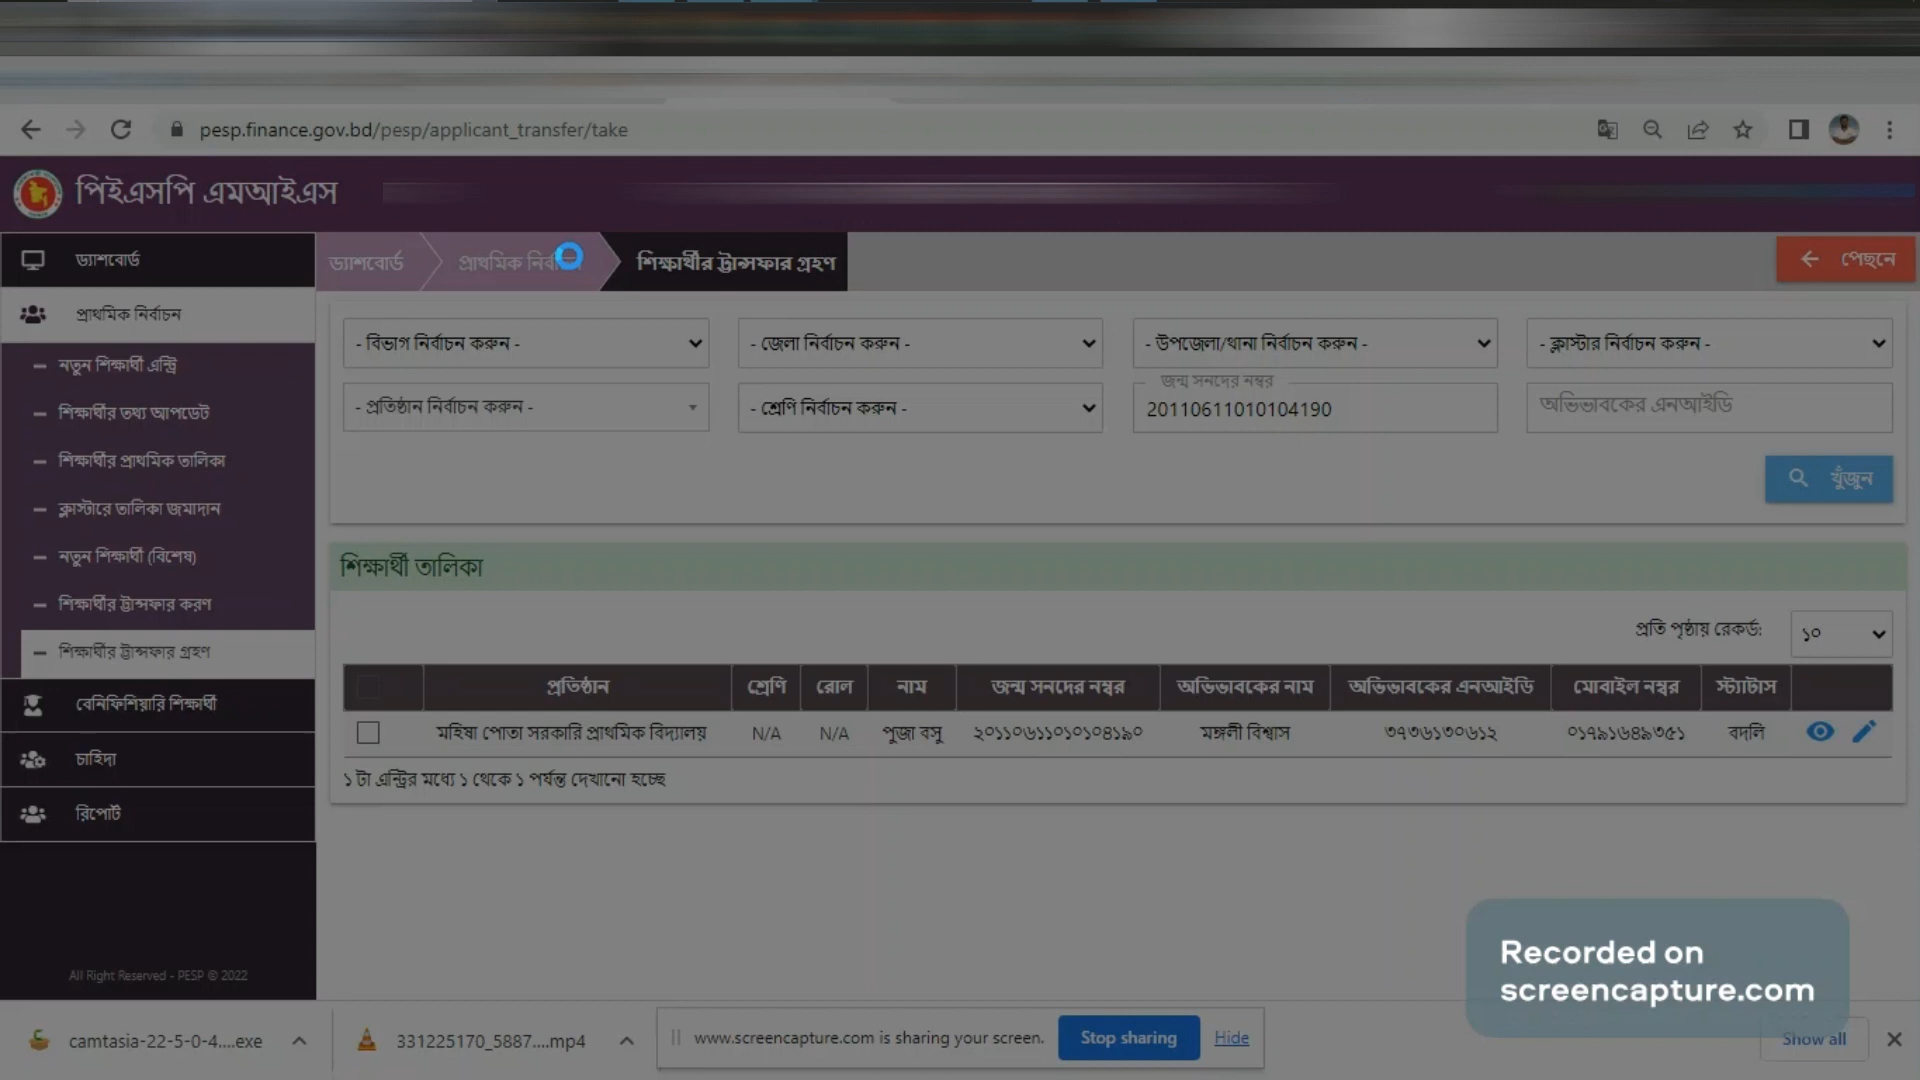 pesp.finance.gov.bd/pesp/applicant_transfer/take
পিইএসপি এমআইএস
ড্যাশবোর্ড
প্রাথমিক নির্বাচন
নতুন শিক্ষার্থী এন্ট্রি
শিক্ষার্থীর তথ্য আপডেট
শিক্ষার্থীর প্রাথমিক তালিকা
ক্লাস্টারে তালিকা জমাদান
নতুন শিক্ষার্থী (বিশেষ)
শিক্ষার্থীর ট্রান্সফার করণ
শিক্ষার্থীর ট্রান্সফার গ্রহণ
বেনিফিশিয়ারি শিক্ষার্থী
চাহিদা
রিপোর্ট
All Right Reserved - PESP © 2022
ড্যাশবোর্ড প্রাথমিক শিক্ষার্থীর ট্রান্সফার গ্রহণ পেছনে
- বিভাগ নির্বাচন করুন - - জেলা নির্বাচন করুন - - উপজেলা/থানা নির্বাচন করুন - - ক্লাস্টার নির্বাচন করুন -
জন্ম সনদের নম্বর
- প্রতিষ্ঠান নির্বাচন করুন - - শ্রেণি নির্বাচন করুন - 20110611010104190 অভিভাবকের এনআইডি
খুঁজুন
শিক্ষার্থী তালিকা
প্রতি পৃষ্ঠায় রেকর্ড: ১০
প্রতিষ্ঠান শ্রেণি রোল নাম জন্ম সনদের নম্বর অভিভাবকের নাম অভিভাবকের এনআইডি মোবাইল নম্বর স্ট্যাটাস
মহিষা পোতা সরকারি প্রাথমিক বিদ্যালয় N/A N/A পুজা বসু ২০১১০৬১১০১০১০৪১৯০ মঙ্গলী বিশ্বাস ৩৭৩৬১৩০৬১২ ০১৭৯১৬৪৯৩৫১ বদলি
১ টা এন্ট্রির মধ্যে ১ থেকে ১ পর্যন্ত দেখানো হচ্ছে
Recorded on
screencapture.com
camtasia-22-5-0-4....exe 331225170_5887....mp4 www.screencapture.com is sharing your screen. Stop sharing Hide Show all